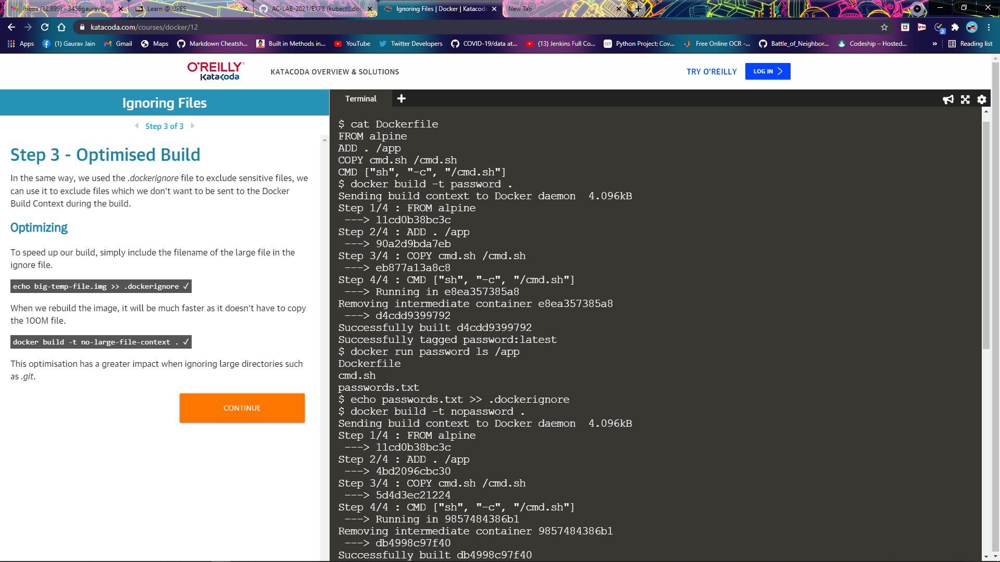 Inbox (12,895) - 3456gaurav@g
Learn @ UPES
AC-LAB-2021/EXP8 (kubectl).doc
Ignoring Files | Docker | Katacoda
New Tab
katacoda.com/courses/docker/12
2
Apps
(1) Gaurav Jain
Gmail
Maps
Markdown Cheatsh...
Built in Methods in...
YouTube
Twitter Developers
COVID-19/data at...
(13) Jenkins Full Co...
Python Project: Cov...
Free Online OCR -...
Battle_of_Neighbor...
Codeship – Hosted...
»
Reading list
O'REILLY®
KataKoda
KATACODA OVERVIEW & SOLUTIONS
TRY O'REILLY
LOG IN
Ignoring Files
Step 3 of 3
Step 3 - Optimised Build
In the same way, we used the .dockerignore file to exclude sensitive files, we
can use it to exclude files which we don't want to be sent to the Docker
Build Context during the build.
Optimizing
To speed up our build, simply include the filename of the large file in the
ignore file.
echo big-temp-file.img >> .dockerignore ✓
When we rebuild the image, it will be much faster as it doesn't have to copy
the 100M file.
docker build -t no-large-file-context . ✓
This optimisation has a greater impact when ignoring large directories such
as .git.
CONTINUE
Terminal
$ cat Dockerfile
FROM alpine
ADD . /app
COPY cmd.sh /cmd.sh
CMD ["sh", "-c", "/cmd.sh"]
$ docker build -t password .
Sending build context to Docker daemon  4.096kB
Step 1/4 : FROM alpine
 ---> 11cd0b38bc3c
Step 2/4 : ADD . /app
 ---> 90a2d9bda7eb
Step 3/4 : COPY cmd.sh /cmd.sh
 ---> eb877a13a8c8
Step 4/4 : CMD ["sh", "-c", "/cmd.sh"]
 ---> Running in e8ea357385a8
Removing intermediate container e8ea357385a8
 ---> d4cdd9399792
Successfully built d4cdd9399792
Successfully tagged password:latest
$ docker run password ls /app
Dockerfile
cmd.sh
passwords.txt
$ echo passwords.txt >> .dockerignore
$ docker build -t nopassword .
Sending build context to Docker daemon  4.096kB
Step 1/4 : FROM alpine
 ---> 11cd0b38bc3c
Step 2/4 : ADD . /app
 ---> 4bd2096cbc30
Step 3/4 : COPY cmd.sh /cmd.sh
 ---> 5d4d3ec21224
Step 4/4 : CMD ["sh", "-c", "/cmd.sh"]
 ---> Running in 9857484386b1
Removing intermediate container 9857484386b1
 ---> db4998c97f40
Successfully built db4998c97f40